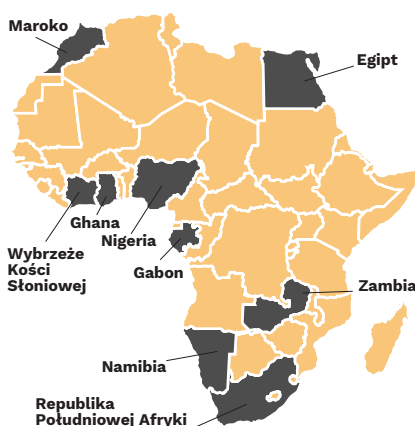 Maroko
Egipt
Ghana
Nigeria
Wybrzeże
Kości
Słoniowej
Gabon
Zambia
Namibia
Republika
Południowej Afryki